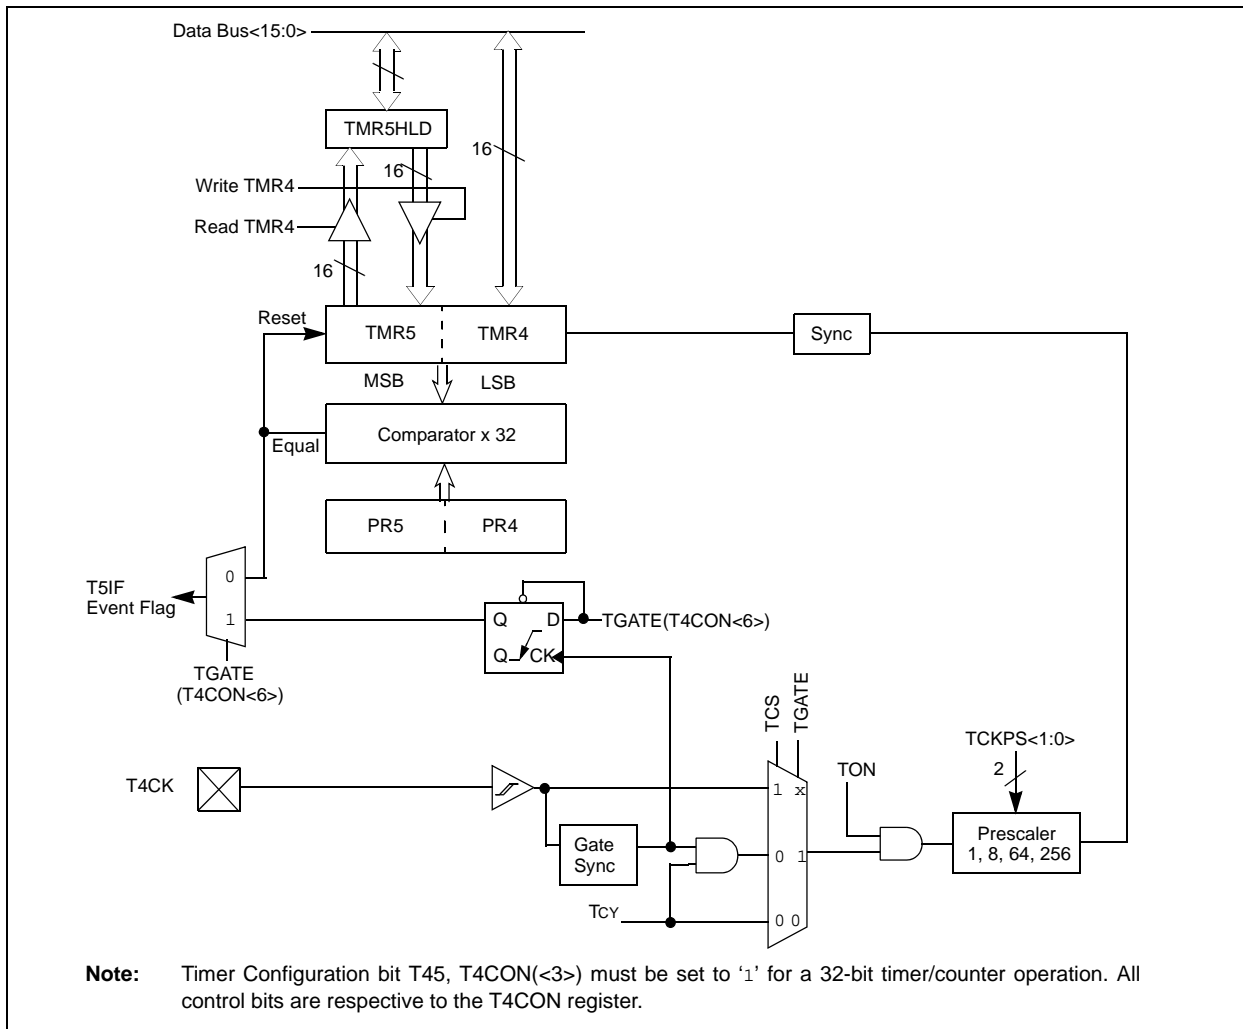 Data Bus<15:0>
TMR5HLD
16
16
Write TMR4
Read TMR4
16
Reset
TMR5
TMR4
Sync
MSB
LSB
Equal
Comparator x 32
PR5
PR4
0
T5IF
Event Flag
1
Q
D
TGATE(T4CON<6>)
Q
CK
TGATE
(T4CON<6>)
TCS
TGATE
TCKPS<1:0>
2
TON
T4CK
1 x
Prescaler
1, 8, 64, 256
Gate
Sync
0 1
TCY
0 0
Note: Timer Configuration bit T45, T4CON(<3>) must be set to ‘1’ for a 32-bit timer/counter operation. All
control bits are respective to the T4CON register.